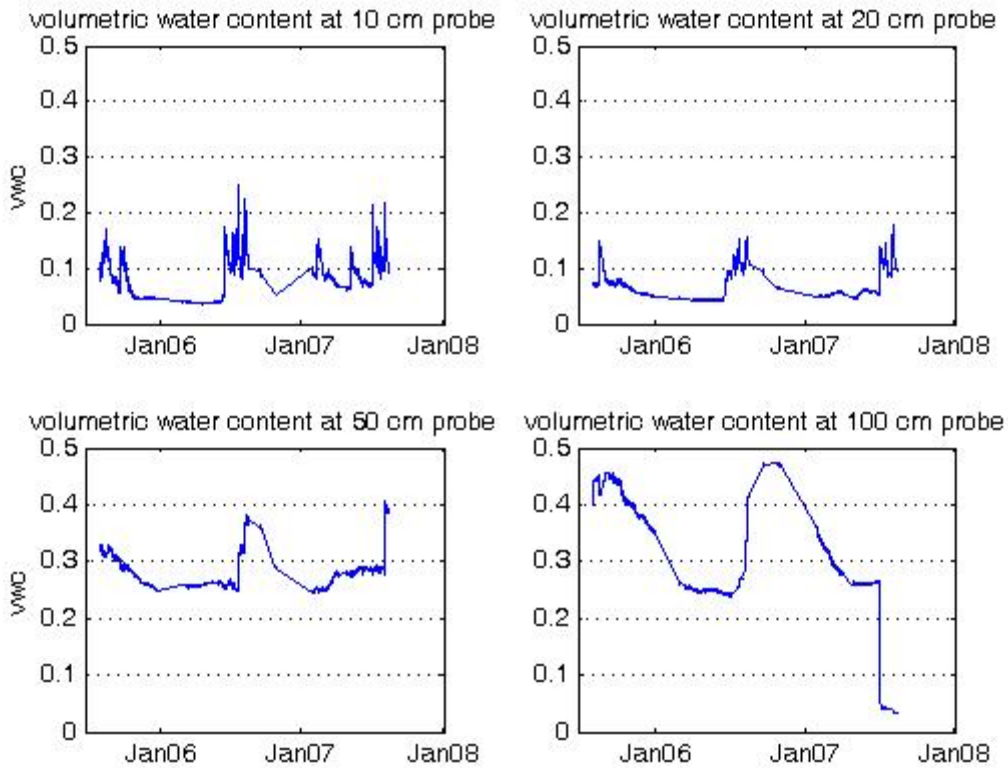 volumetric water content at 10 cm probe
0.5
0.4
0.3
0.2
0.1
0
vwc
Jan06 Jan07 Jan08
volumetric water content at 20 cm probe
0.5
0.4
0.3
0.2
0.1
0
Jan06 Jan07 Jan08
volumetric water content at 50 cm probe
0.5
0.4
0.3
0.2
0.1
0
vwc
Jan06 Jan07 Jan08
volumetric water content at 100 cm probe
0.5
0.4
0.3
0.2
0.1
0
Jan06 Jan07 Jan08